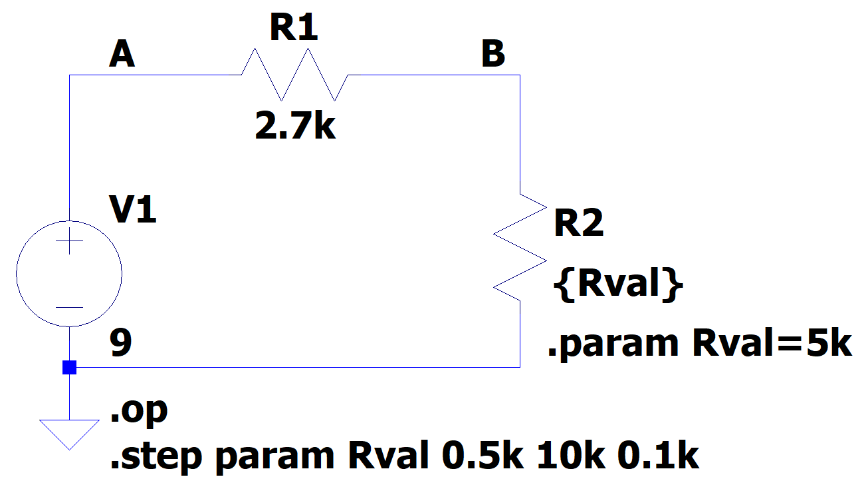 R1
A
B
2.7k
V1
R2
{Rval}
9
.param Rval=5k
.op
.step param Rval 0.5k 10k 0.1k